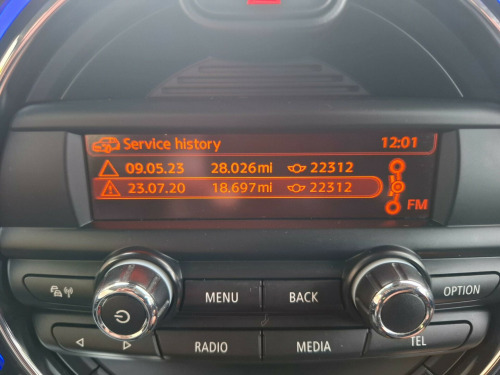 Service history 12:01
09.05.23 28.026mi 22312
23.07.20 18.697mi 22312
FM
MENU BACK OPTION
RADIO MEDIA TEL